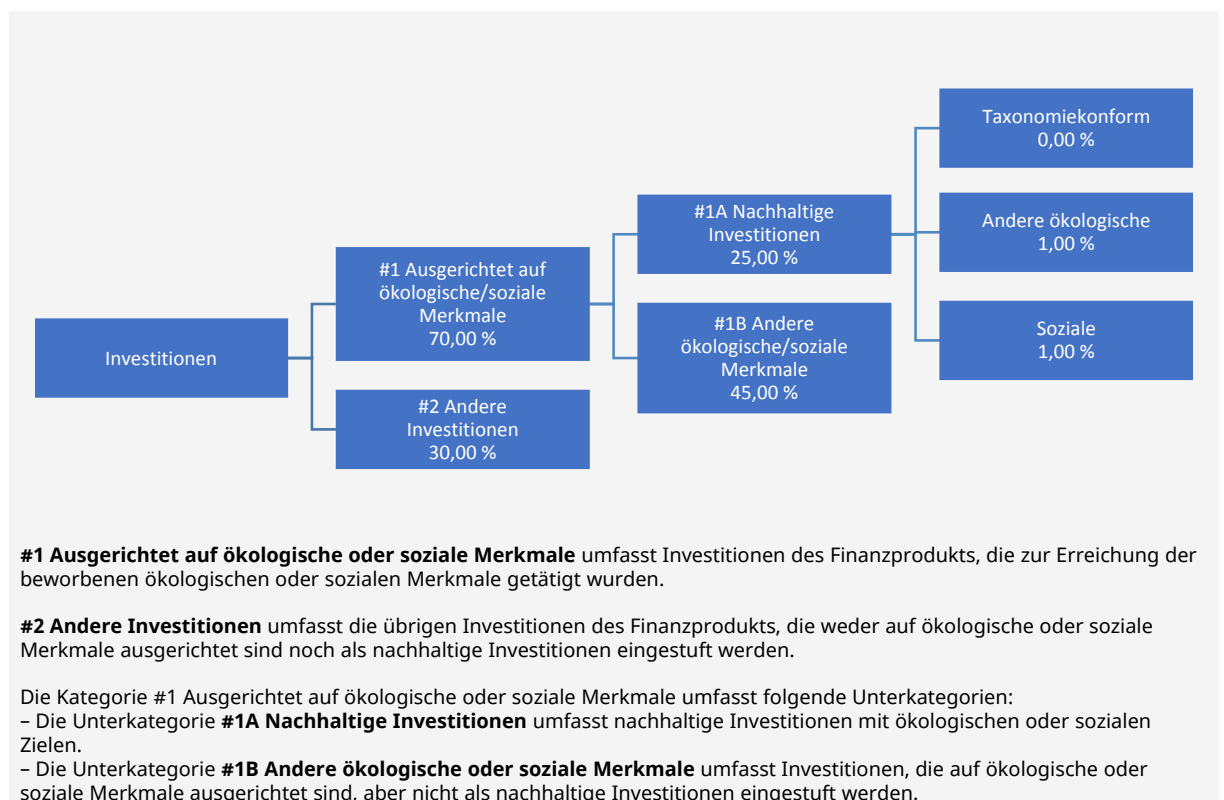 Investitionen
#1 Ausgerichtet auf
ökologische/soziale
Merkmale
70,00 %
#2 Andere
Investitionen
30,00 %
#1A Nachhaltige
Investitionen
25,00 %
#1B Andere
ökologische/soziale
Merkmale
45,00 %
Taxonomiekonform
0,00 %
Andere ökologische
1,00 %
Soziale
1,00 %
#1 Ausgerichtet auf ökologische oder soziale Merkmale umfasst Investitionen des Finanzprodukts, die zur Erreichung der
beworbenen ökologischen oder sozialen Merkmale getätigt wurden.
#2 Andere Investitionen umfasst die übrigen Investitionen des Finanzprodukts, die weder auf ökologische oder soziale
Merkmale ausgerichtet sind noch als nachhaltige Investitionen eingestuft werden.
Die Kategorie #1 Ausgerichtet auf ökologische oder soziale Merkmale umfasst folgende Unterkategorien:
– Die Unterkategorie #1A Nachhaltige Investitionen umfasst nachhaltige Investitionen mit ökologischen oder sozialen
Zielen.
– Die Unterkategorie #1B Andere ökologische oder soziale Merkmale umfasst Investitionen, die auf ökologische oder
soziale Merkmale ausgerichtet sind, aber nicht als nachhaltige Investitionen eingestuft werden.